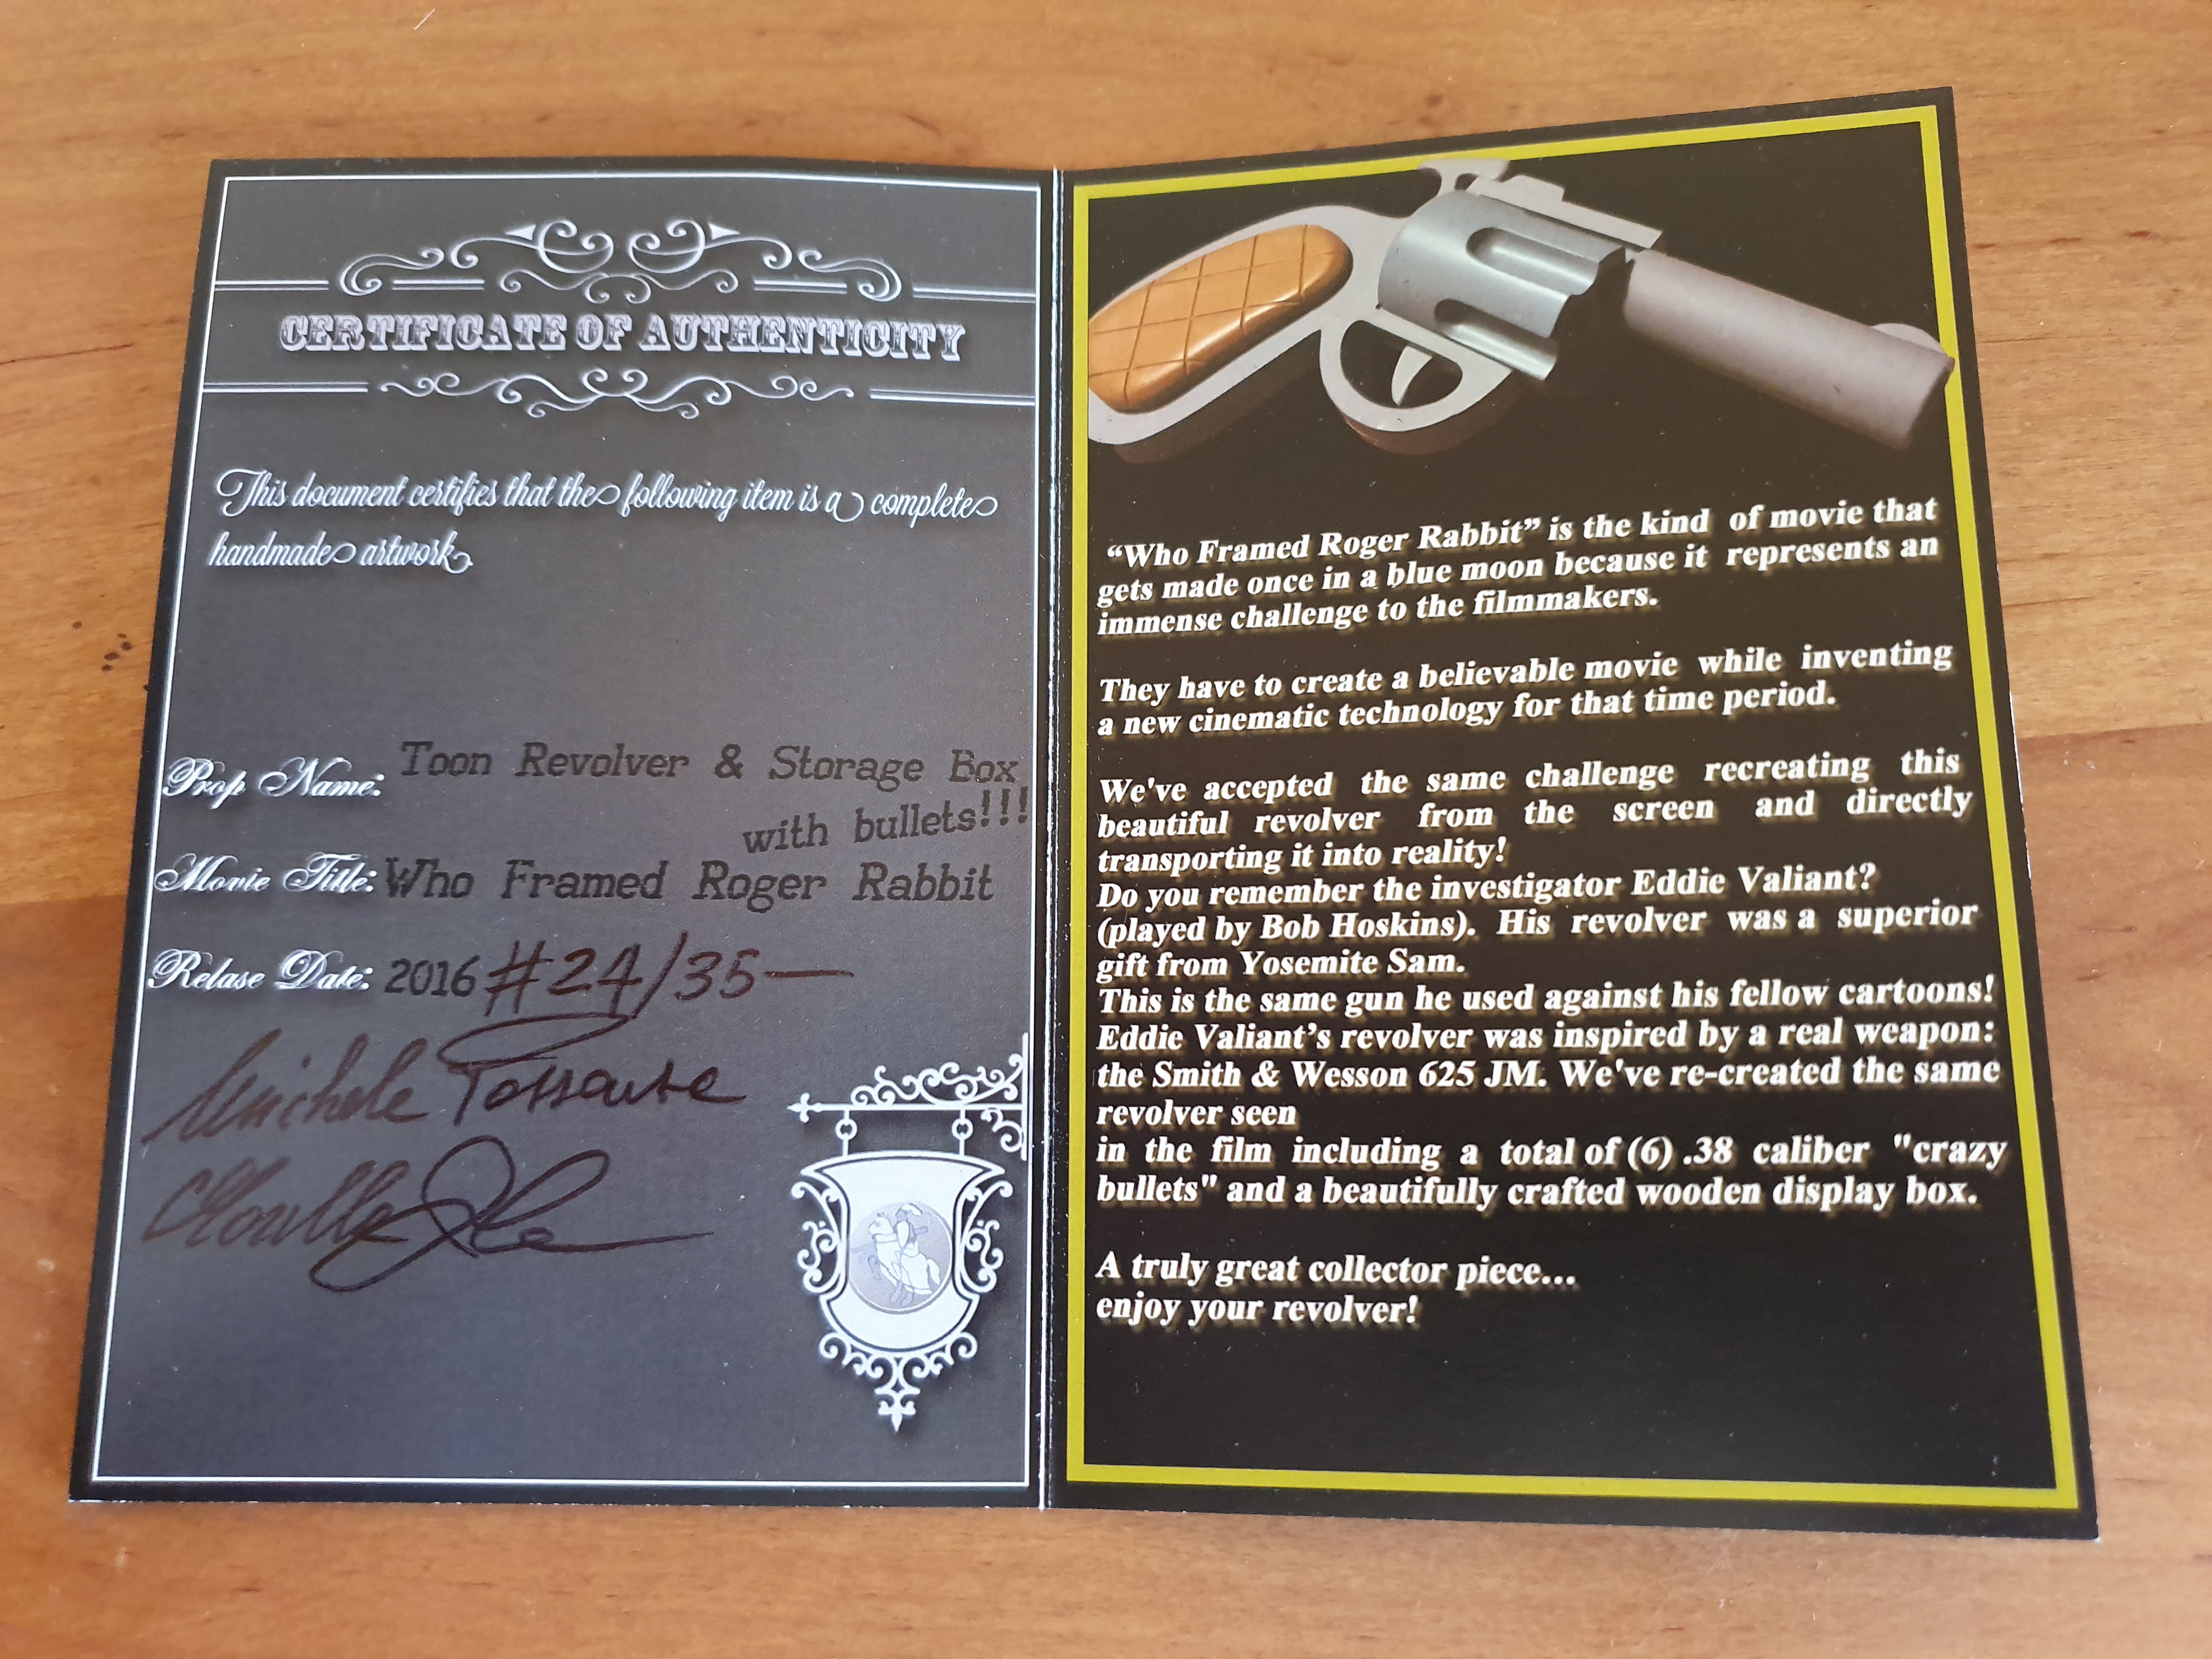 CERTIFICATE OF AUTHENTICITY
This document certifies that the following item is a complete
handmade artwork.
Prop Name: Toon Revolver & Storage Box
with bullets!!!
Movie Title: Who Framed Roger Rabbit
Relase Date: 2016 #24/35
Michele
“Who Framed Roger Rabbit” is the kind of movie that
gets made once in a blue moon because it represents an
immense challenge to the filmmakers.
They have to create a believable movie while inventing
a new cinematic technology for that time period.
We've accepted the same challenge recreating this
beautiful revolver from the screen and directly
transporting it into reality!
Do you remember the investigator Eddie Valiant?
(played by Bob Hoskins). His revolver was a superior
gift from Yosemite Sam.
This is the same gun he used against his fellow cartoons!
Eddie Valiant’s revolver was inspired by a real weapon:
the Smith & Wesson 625 JM. We've re-created the same
revolver seen
in the film including a total of (6) .38 caliber "crazy
bullets" and a beautifully crafted wooden display box.
A truly great collector piece...
enjoy your revolver!